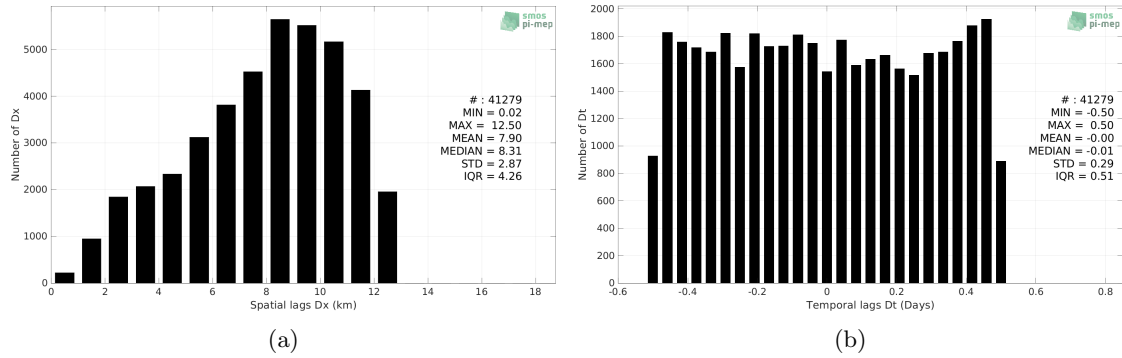 smos
pi-mep
5000
4000
3000
2000
1000
0
Number of Dx
# : 41279
MIN = 0.02
MAX = 12.50
MEAN = 7.90
MEDIAN = 8.31
STD = 2.87
IQR = 4.26
0 2 4 6 8 10 12 14 16 18
Spatial lags Dx (km)
(a)
smos
pi-mep
2000
1800
1600
1400
1200
1000
800
600
400
200
0
Number of Dt
# : 41279
MIN = -0.50
MAX = 0.50
MEAN = -0.00
MEDIAN = -0.01
STD = 0.29
IQR = 0.51
-0.6 -0.4 -0.2 0 0.2 0.4 0.6 0.8
Temporal lags Dt (Days)
(b)